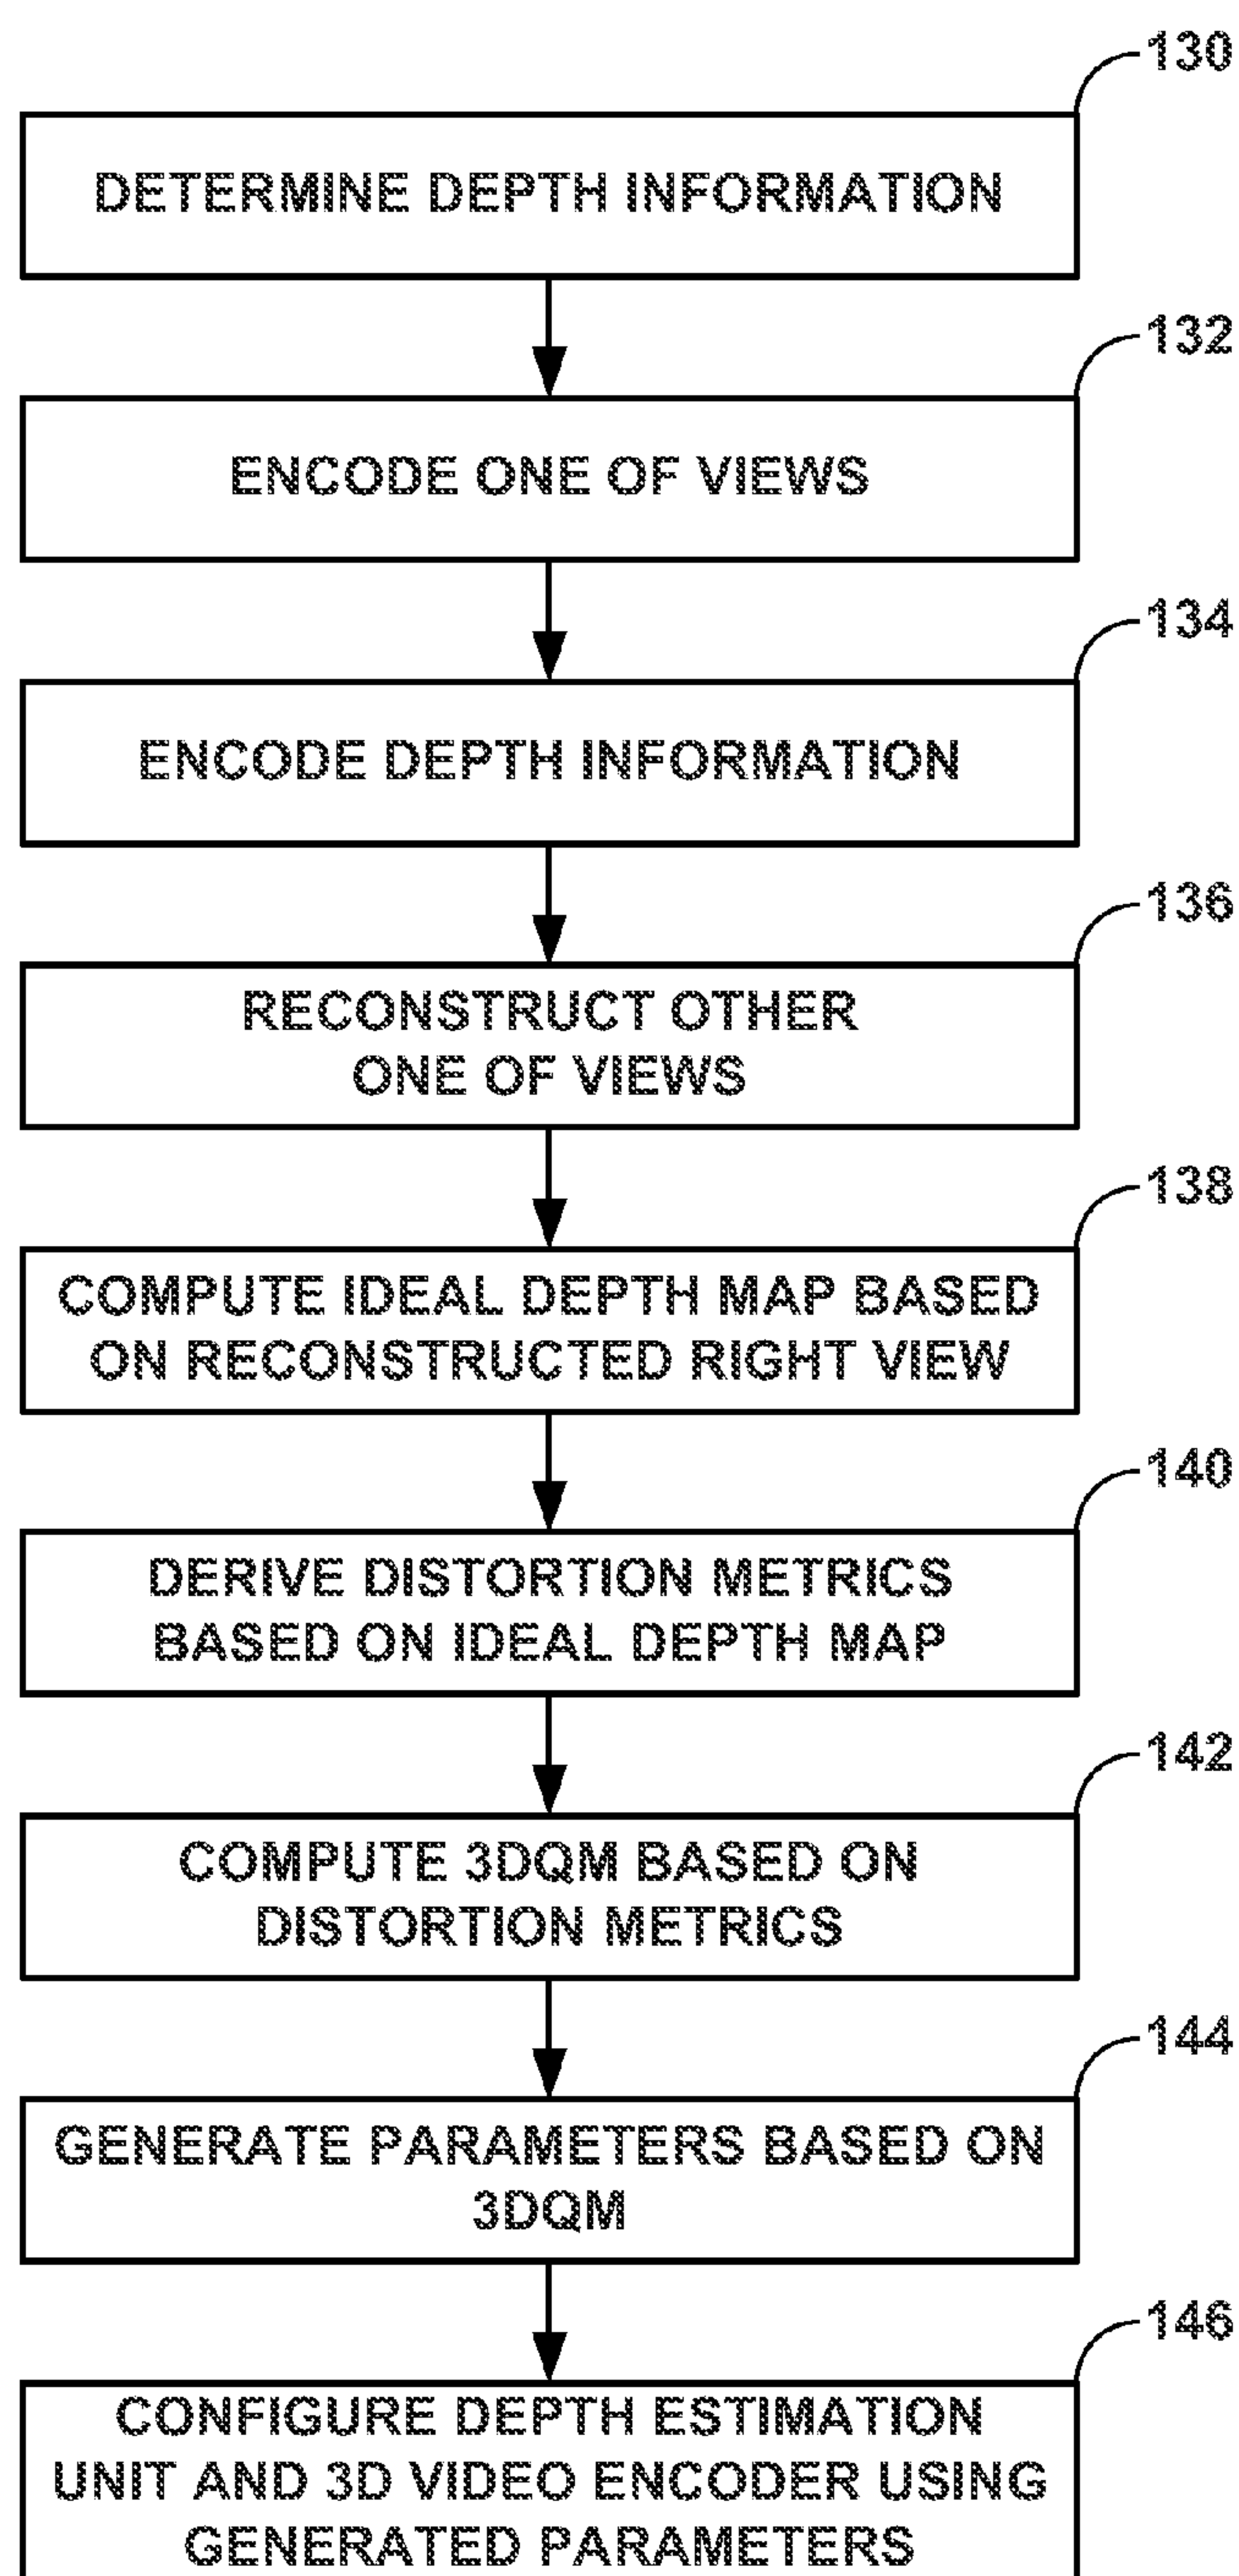 130
DETERMINE DEPTH INFORMATION
132
ENCODE ONE OF VIEWS
134
ENCODE DEPTH INFORMATION
136
RECONSTRUCT OTHER
ONE OF VIEWS
138
COMPUTE IDEAL DEPTH MAP BASED
ON RECONSTRUCTED RIGHT VIEW
140
DERIVE DISTORTION METRICS
BASED ON IDEAL DEPTH MAP
142
COMPUTE 3DQM BASED ON
DISTORTION METRICS
144
GENERATE PARAMETERS BASED ON
3DQM
146
CONFIGURE DEPTH ESTIMATION
UNIT AND 3D VIDEO ENCODER USING
GENERATED PARAMETERS